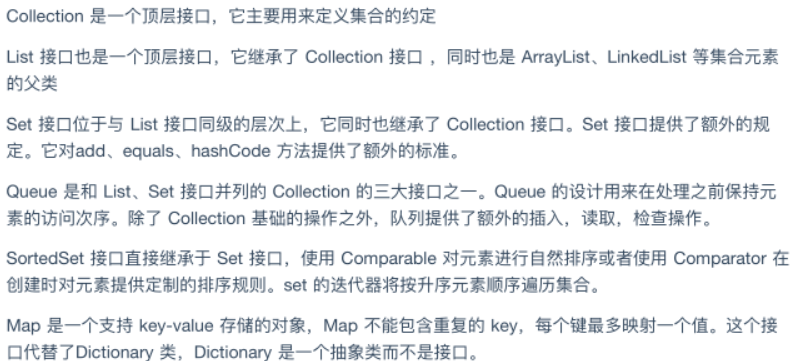 Collection 是一个顶层接口，它主要用来定义集合的约定
List 接口也是一个顶层接口，它继承了 Collection 接口 ，同时也是 ArrayList、LinkedList 等集合元素
的父类
Set 接口位于与 List 接口同级的层次上，它同时也继承了 Collection 接口。Set 接口提供了额外的规
定。它对add、equals、hashCode 方法提供了额外的标准。
Queue 是和 List、Set 接口并列的 Collection 的三大接口之一。Queue 的设计用来在处理之前保持元
素的访问次序。除了 Collection 基础的操作之外，队列提供了额外的插入，读取，检查操作。
SortedSet 接口直接继承于 Set 接口，使用 Comparable 对元素进行自然排序或者使用 Comparator 在
创建时对元素提供定制的排序规则。set 的迭代器将按升序元素顺序遍历集合。
Map 是一个支持 key-value 存储的对象，Map 不能包含重复的 key，每个键最多映射一个值。这个接
口代替了Dictionary 类，Dictionary 是一个抽象类而不是接口。